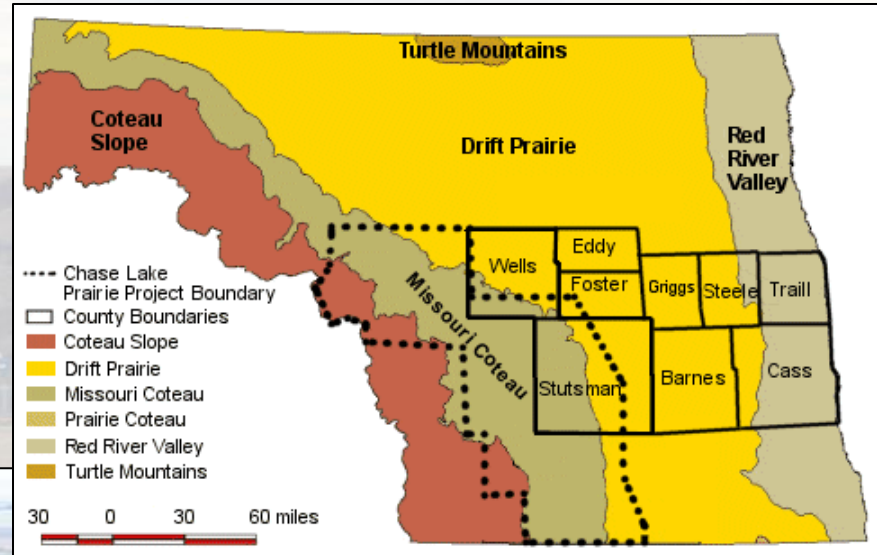 Turtle Mountains
Coteau
Slope
Drift Prairie
Red
River
Valley
Wells
Eddy
Foster
Griggs
Steele
Traill
Missouri Coteau
Stutsman
Barnes
Cass
Chase Lake
Prairie Project Boundary
County Boundaries
Coteau Slope
Drift Prairie
Missouri Coteau
Prairie Coteau
Red River Valley
Turtle Mountains
30 0 30 60 miles